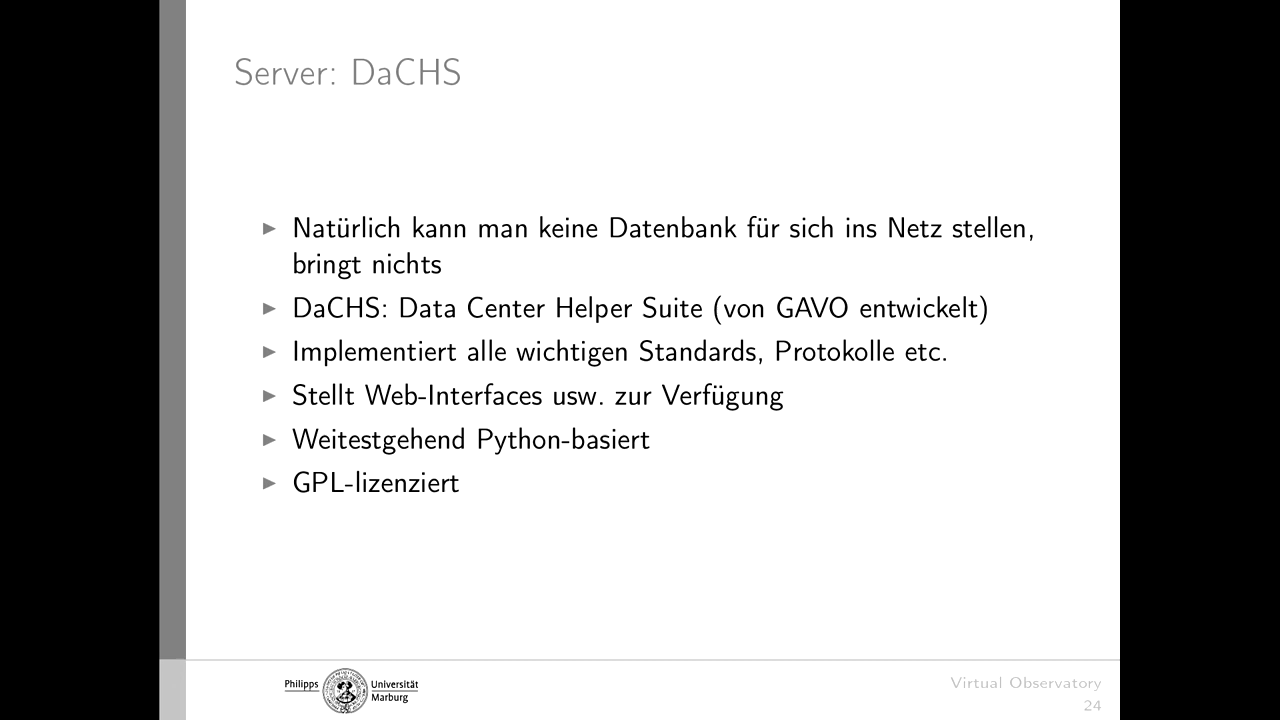 Server: DaCHS
Natürlich kann man keine Datenbank für sich ins Netz stellen,
bringt nichts
DaCHS: Data Center Helper Suite (von GAVO entwickelt)
Implementiert alle wichtigen Standards, Protokolle etc.
Stellt Web-Interfaces usw. zur Verfügung
Weitestgehend Python-basiert
GPL-lizenziert
Philipps Universität
Marburg
Virtual Observatory
24